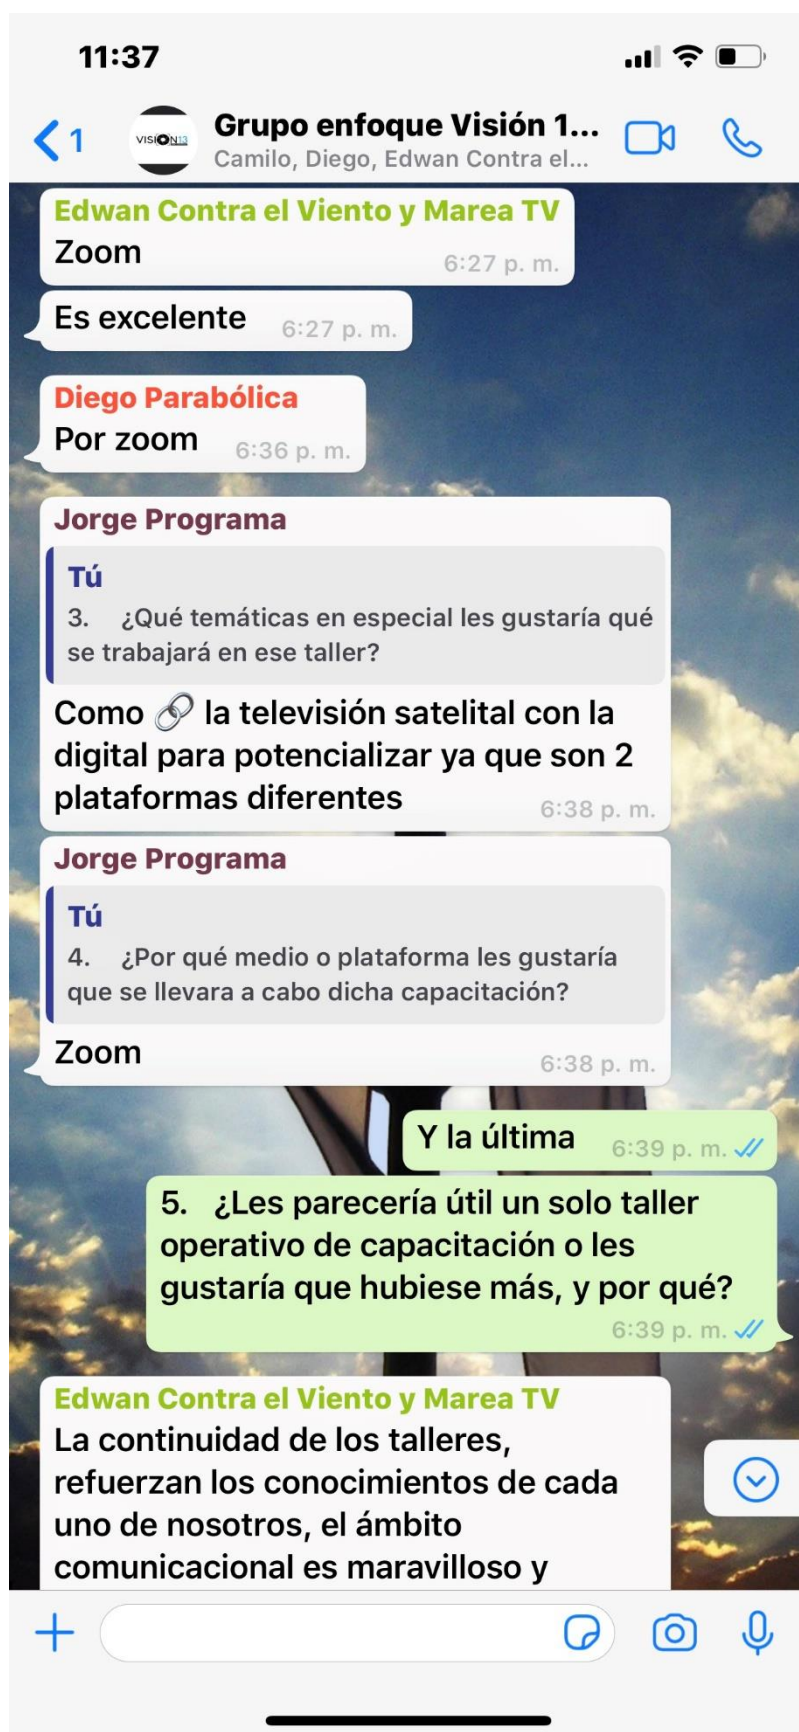 11:37
1
VISIÓN13
Grupo enfoque Visión 1...
Camilo, Diego, Edwan Contra el...
Edwan Contra el Viento y Marea TV
Zoom
6:27 p. m.
Es excelente 6:27 p. m.
Diego Parabólica
Por zoom 6:36 p. m.
Jorge Programa
Tú
3. ¿Qué temáticas en especial les gustaría qué
se trabajará en ese taller?
Como 🔗 la televisión satelital con la
digital para potencializar ya que son 2
plataformas diferentes 6:38 p. m.
Jorge Programa
Tú
4. ¿Por qué medio o plataforma les gustaría
que se llevara a cabo dicha capacitación?
Zoom 6:38 p. m.
Y la última 6:39 p. m.
5. ¿Les parecería útil un solo taller
operativo de capacitación o les
gustaría que hubiese más, y por qué?
6:39 p. m.
Edwan Contra el Viento y Marea TV
La continuidad de los talleres,
refuerzan los conocimientos de cada
uno de nosotros, el ámbito
comunicacional es maravilloso y